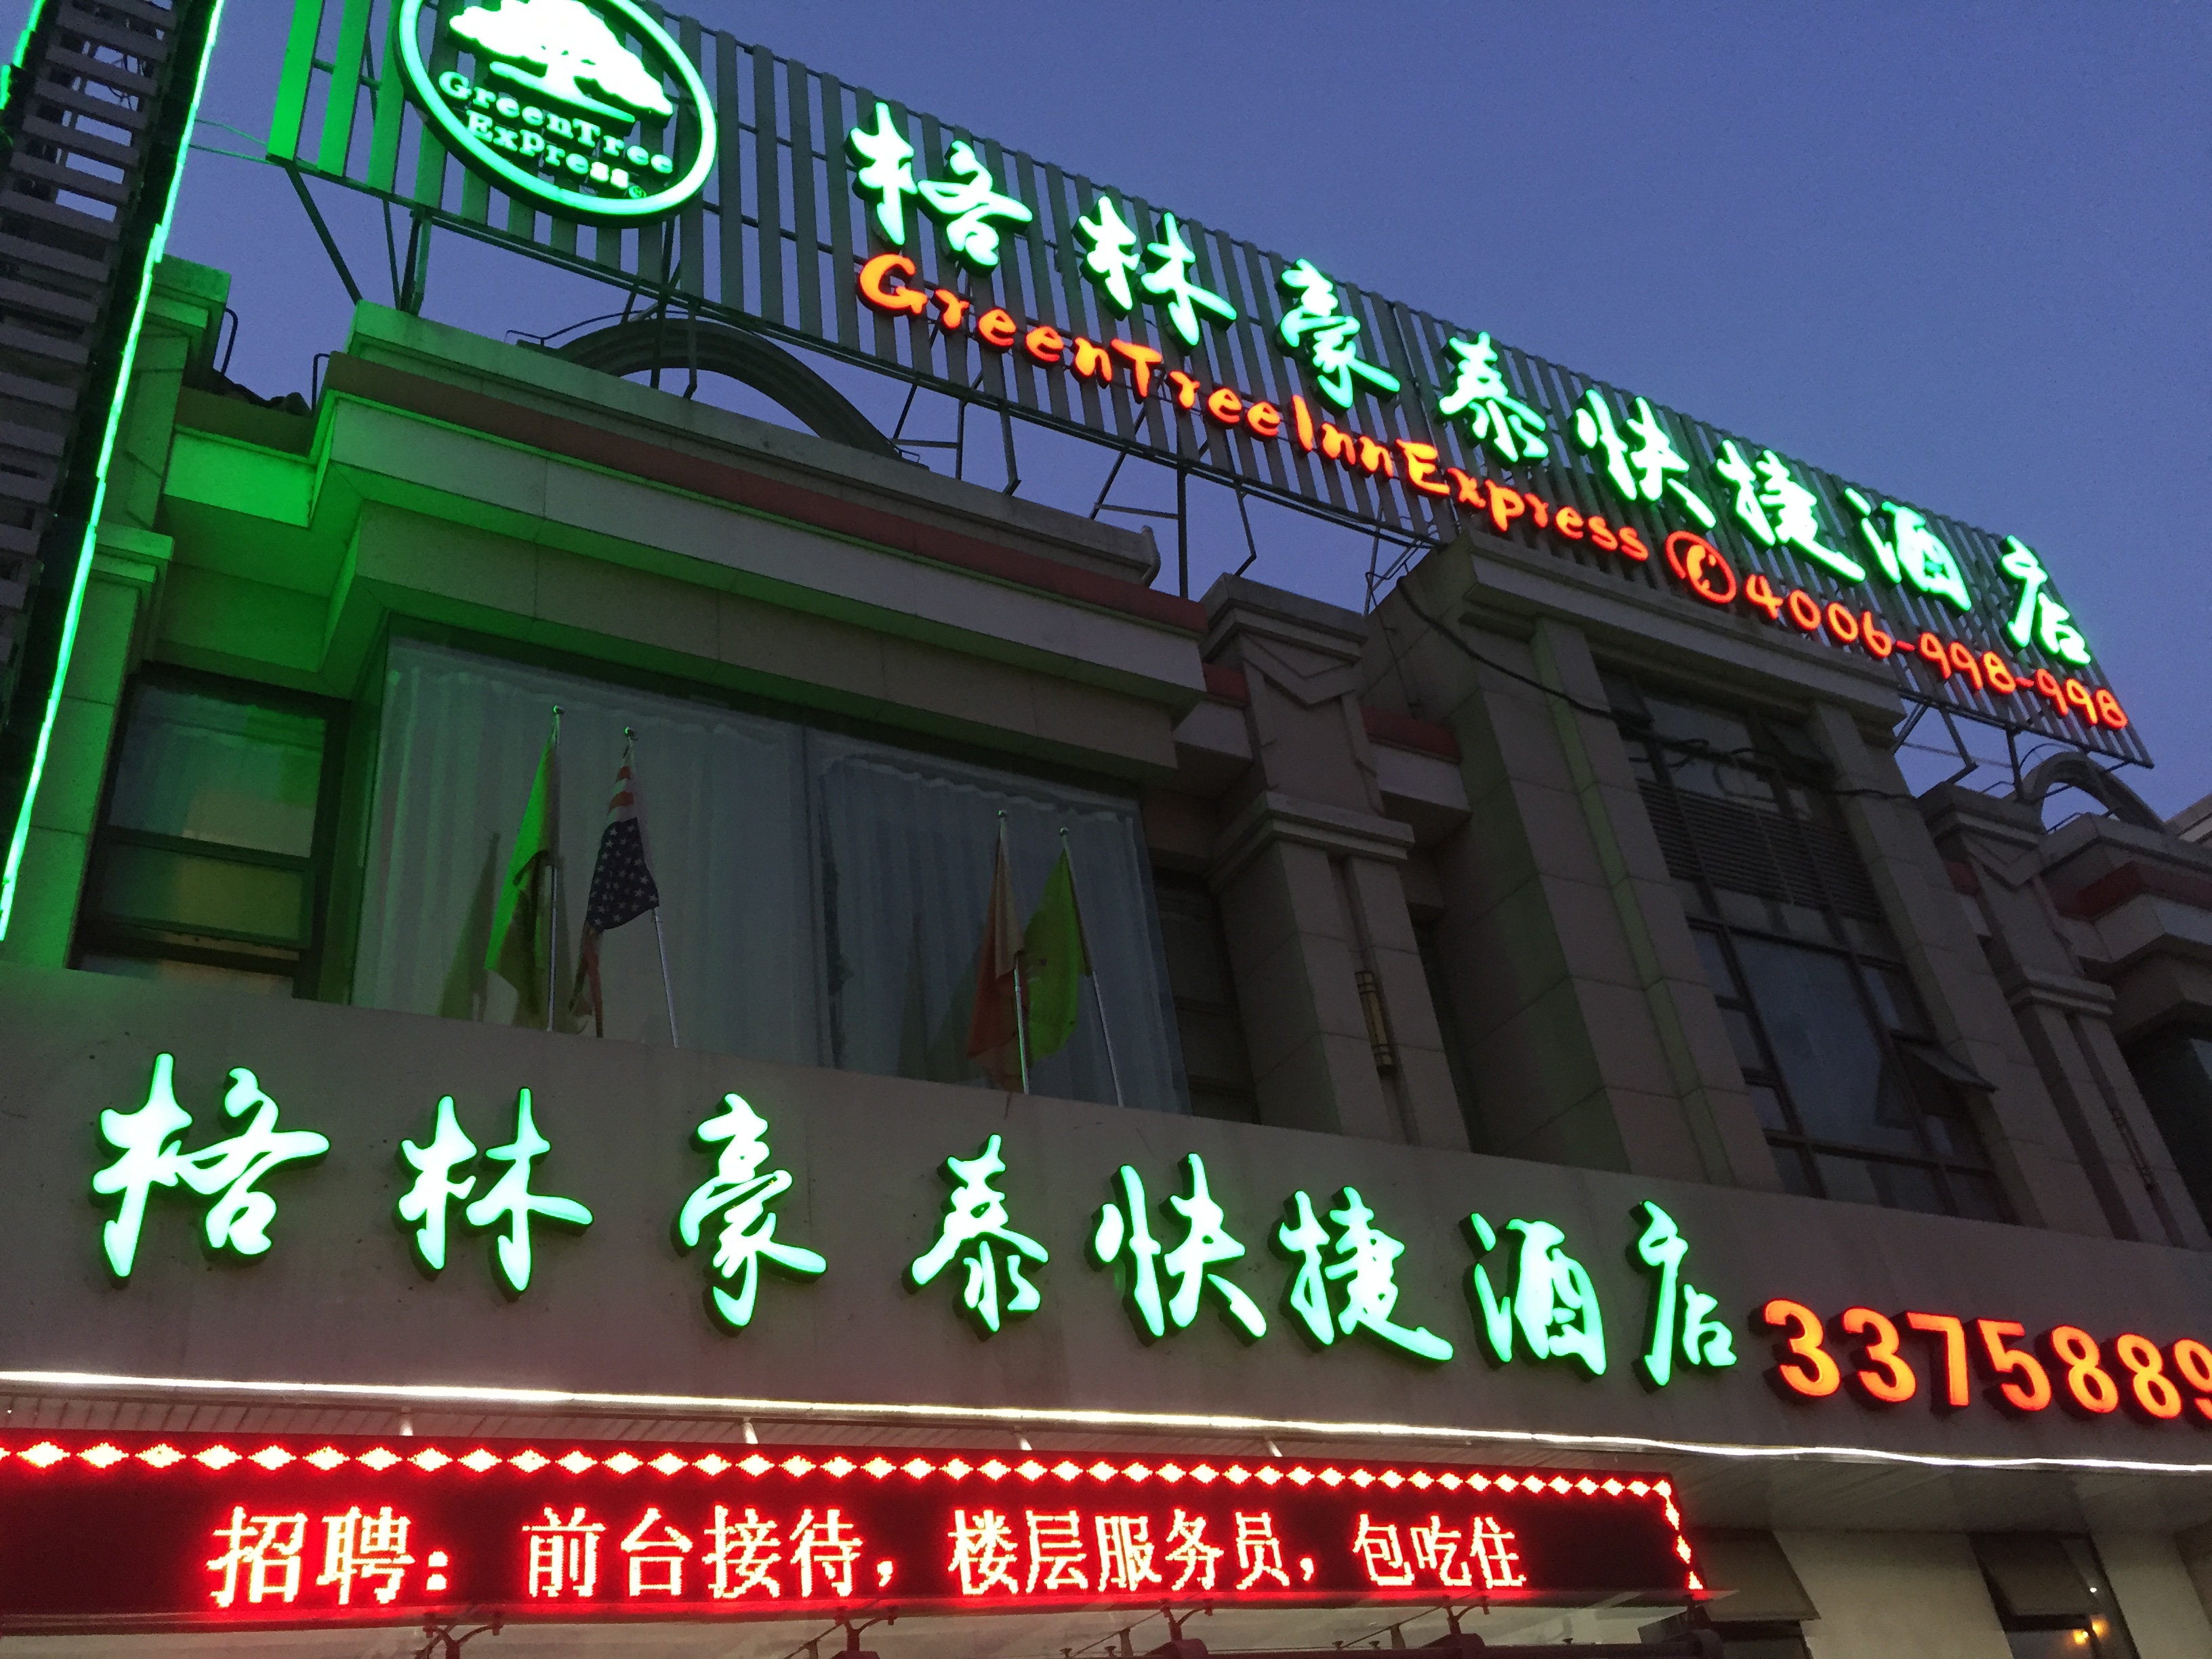 GreenTree
Express
格林豪泰快捷酒店
GreenTreeInnExpress 4006-998-998
格林豪泰快捷酒店 3375889
招聘：前台接待，楼层服务员，包吃住